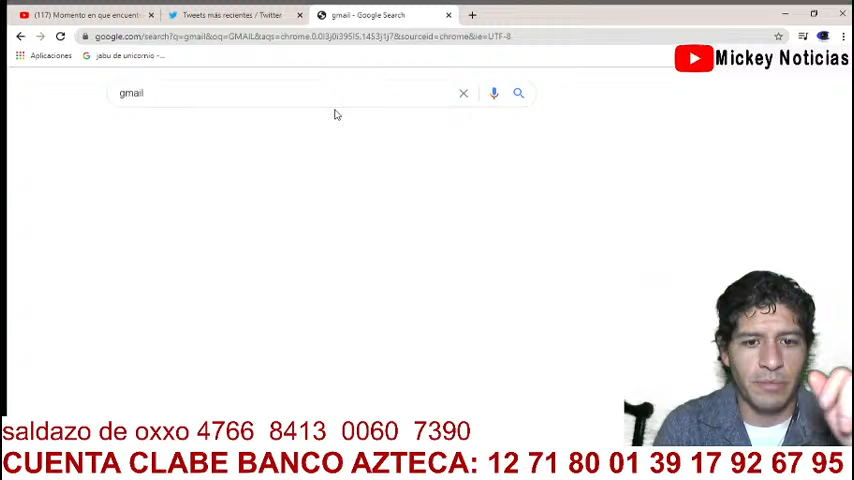 (117) Momento en que encuent
Tweets más recientes / Twitter
gmail - Google Search
google.com/search?q=gmail&oq=GMAIL&aqs=chrome.0.0l3j0i395l5.1453j1j7&sourceid=chrome&ie=UTF-8
Aplicaciones
jabu de unicornio -...
Mickey Noticias
gmail
saldazo de oxxo 4766 8413 0060 7390
CUENTA CLABE BANCO AZTECA: 12 71 80 01 39 17 92 67 95